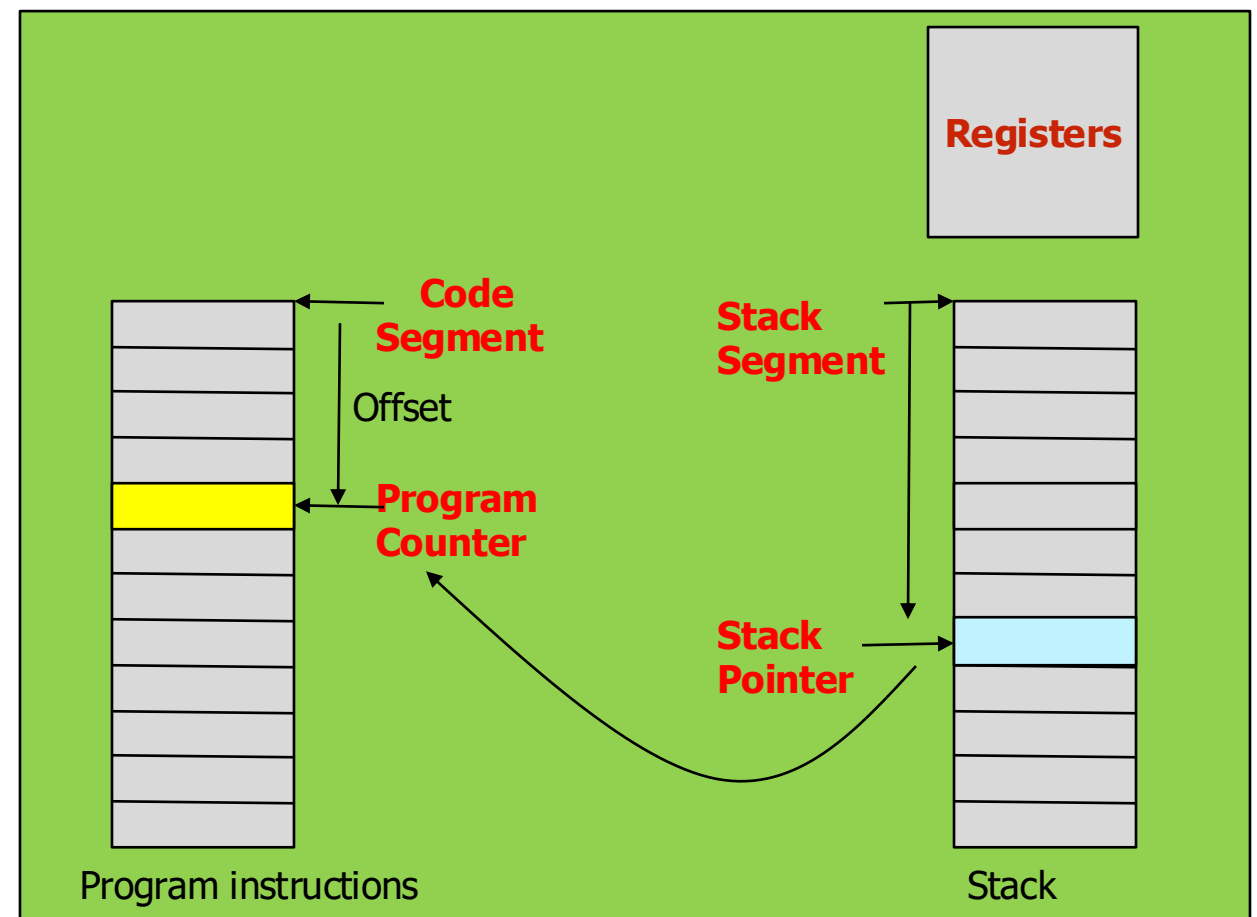 Registers
Code
Segment
Stack
Segment
Offset
Program
Counter
Stack
Pointer
Program instructions
Stack